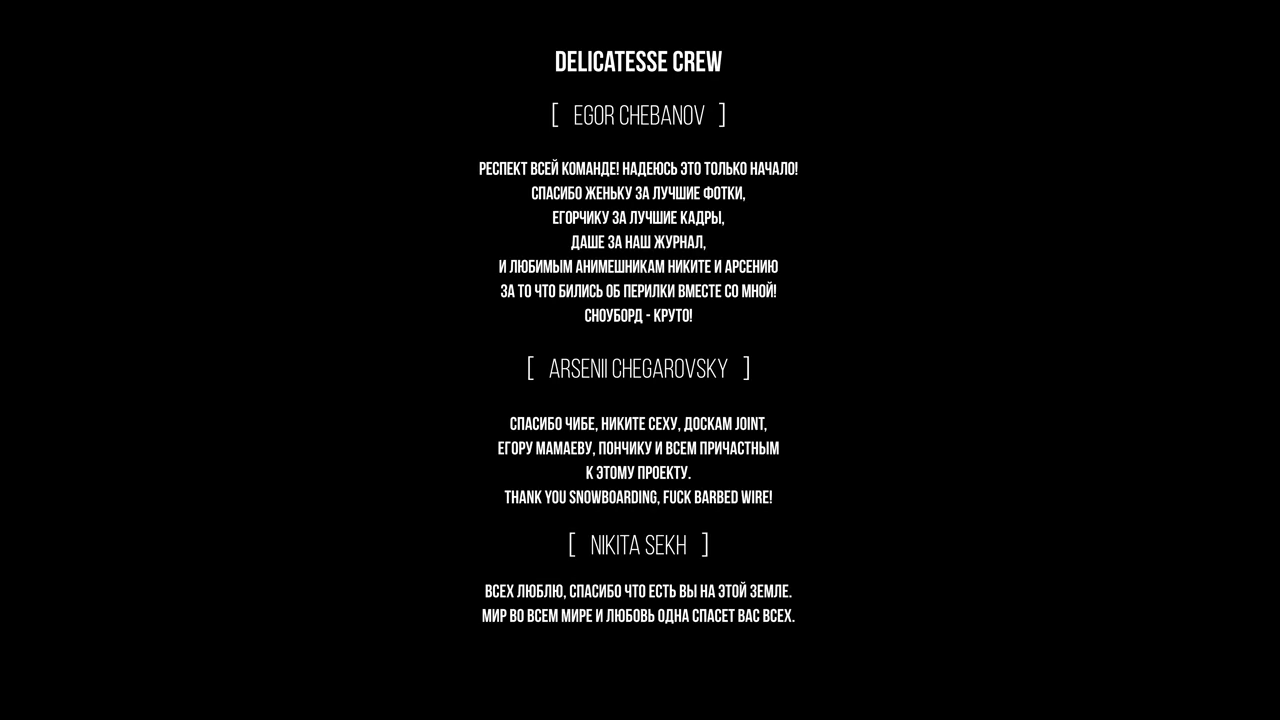 DELICATESSE CREW
[ EGOR CHEBANOV ]
РЕСПЕКТ ВСЕЙ КОМАНДЕ! НАДЕЮСЬ ЭТО ТОЛЬКО НАЧАЛО!
СПАСИБО ЖЕНЬКУ ЗА ЛУЧШИЕ ФОТКИ,
ЕГОРЧИКУ ЗА ЛУЧШИЕ КАДРЫ,
ДАШЕ ЗА НАШ ЖУРНАЛ,
И ЛЮБИМЫМ АНИМЕШНИКАМ НИКИТЕ И АРСЕНИЮ
ЗА ТО ЧТО БИЛИСЬ ОБ ПЕРИЛКИ ВМЕСТЕ СО МНОЙ!
СНОУБОРД - КРУТО!
[ ARSENII CHEGAROVSKY ]
СПАСИБО ЧИБЕ, НИКИТЕ СЕХУ, ДОСКАМ JOINT,
ЕГОРУ МАМАЕВУ, ПОНЧИКУ И ВСЕМ ПРИЧАСТНЫМ
К ЭТОМУ ПРОЕКТУ.
THANK YOU SNOWBOARDING, FUCK BARBED WIRE!
[ NIKITA SEKH ]
ВСЕХ ЛЮБЛЮ, СПАСИБО ЧТО ЕСТЬ ВЫ НА ЭТОЙ ЗЕМЛЕ.
МИР ВО ВСЕМ МИРЕ И ЛЮБОВЬ ОДНА СПАСЕТ ВАС ВСЕХ.